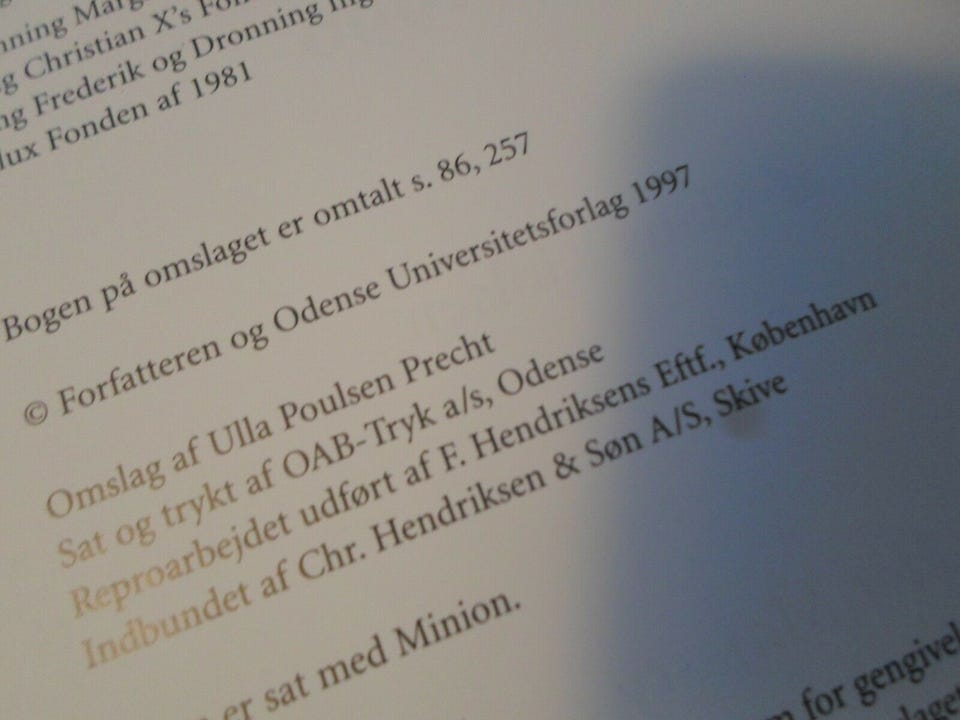 Christian X's
Frederik og Dronning
Fonden af 1981
Bogen på omslaget er omtalt s. 86, 257
© Forfatteren og Odense Universitetsforlag 1997
Omslag af Ulla Poulsen Precht
Sat og trykt af OAB-Tryk a/s, Odense
Reproarbejdet udført af F. Hendriksens Eftf., København
Indbundet af Chr. Hendriksen & Søn A/S, Skive
er sat med Minion.
for